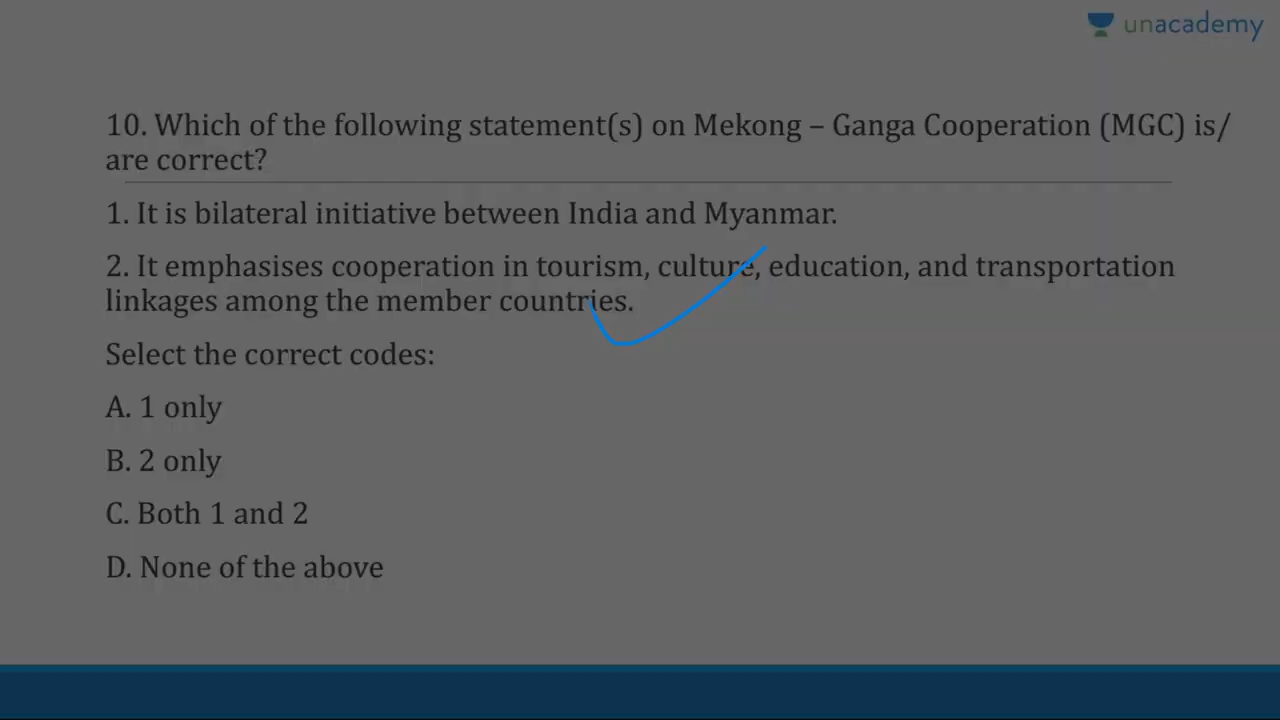 unacademy
10. Which of the following statement(s) on Mekong – Ganga Cooperation (MGC) is/
are correct?
1. It is bilateral initiative between India and Myanmar.
2. It emphasises cooperation in tourism, culture, education, and transportation
linkages among the member countries.
Select the correct codes:
A. 1 only
B. 2 only
C. Both 1 and 2
D. None of the above